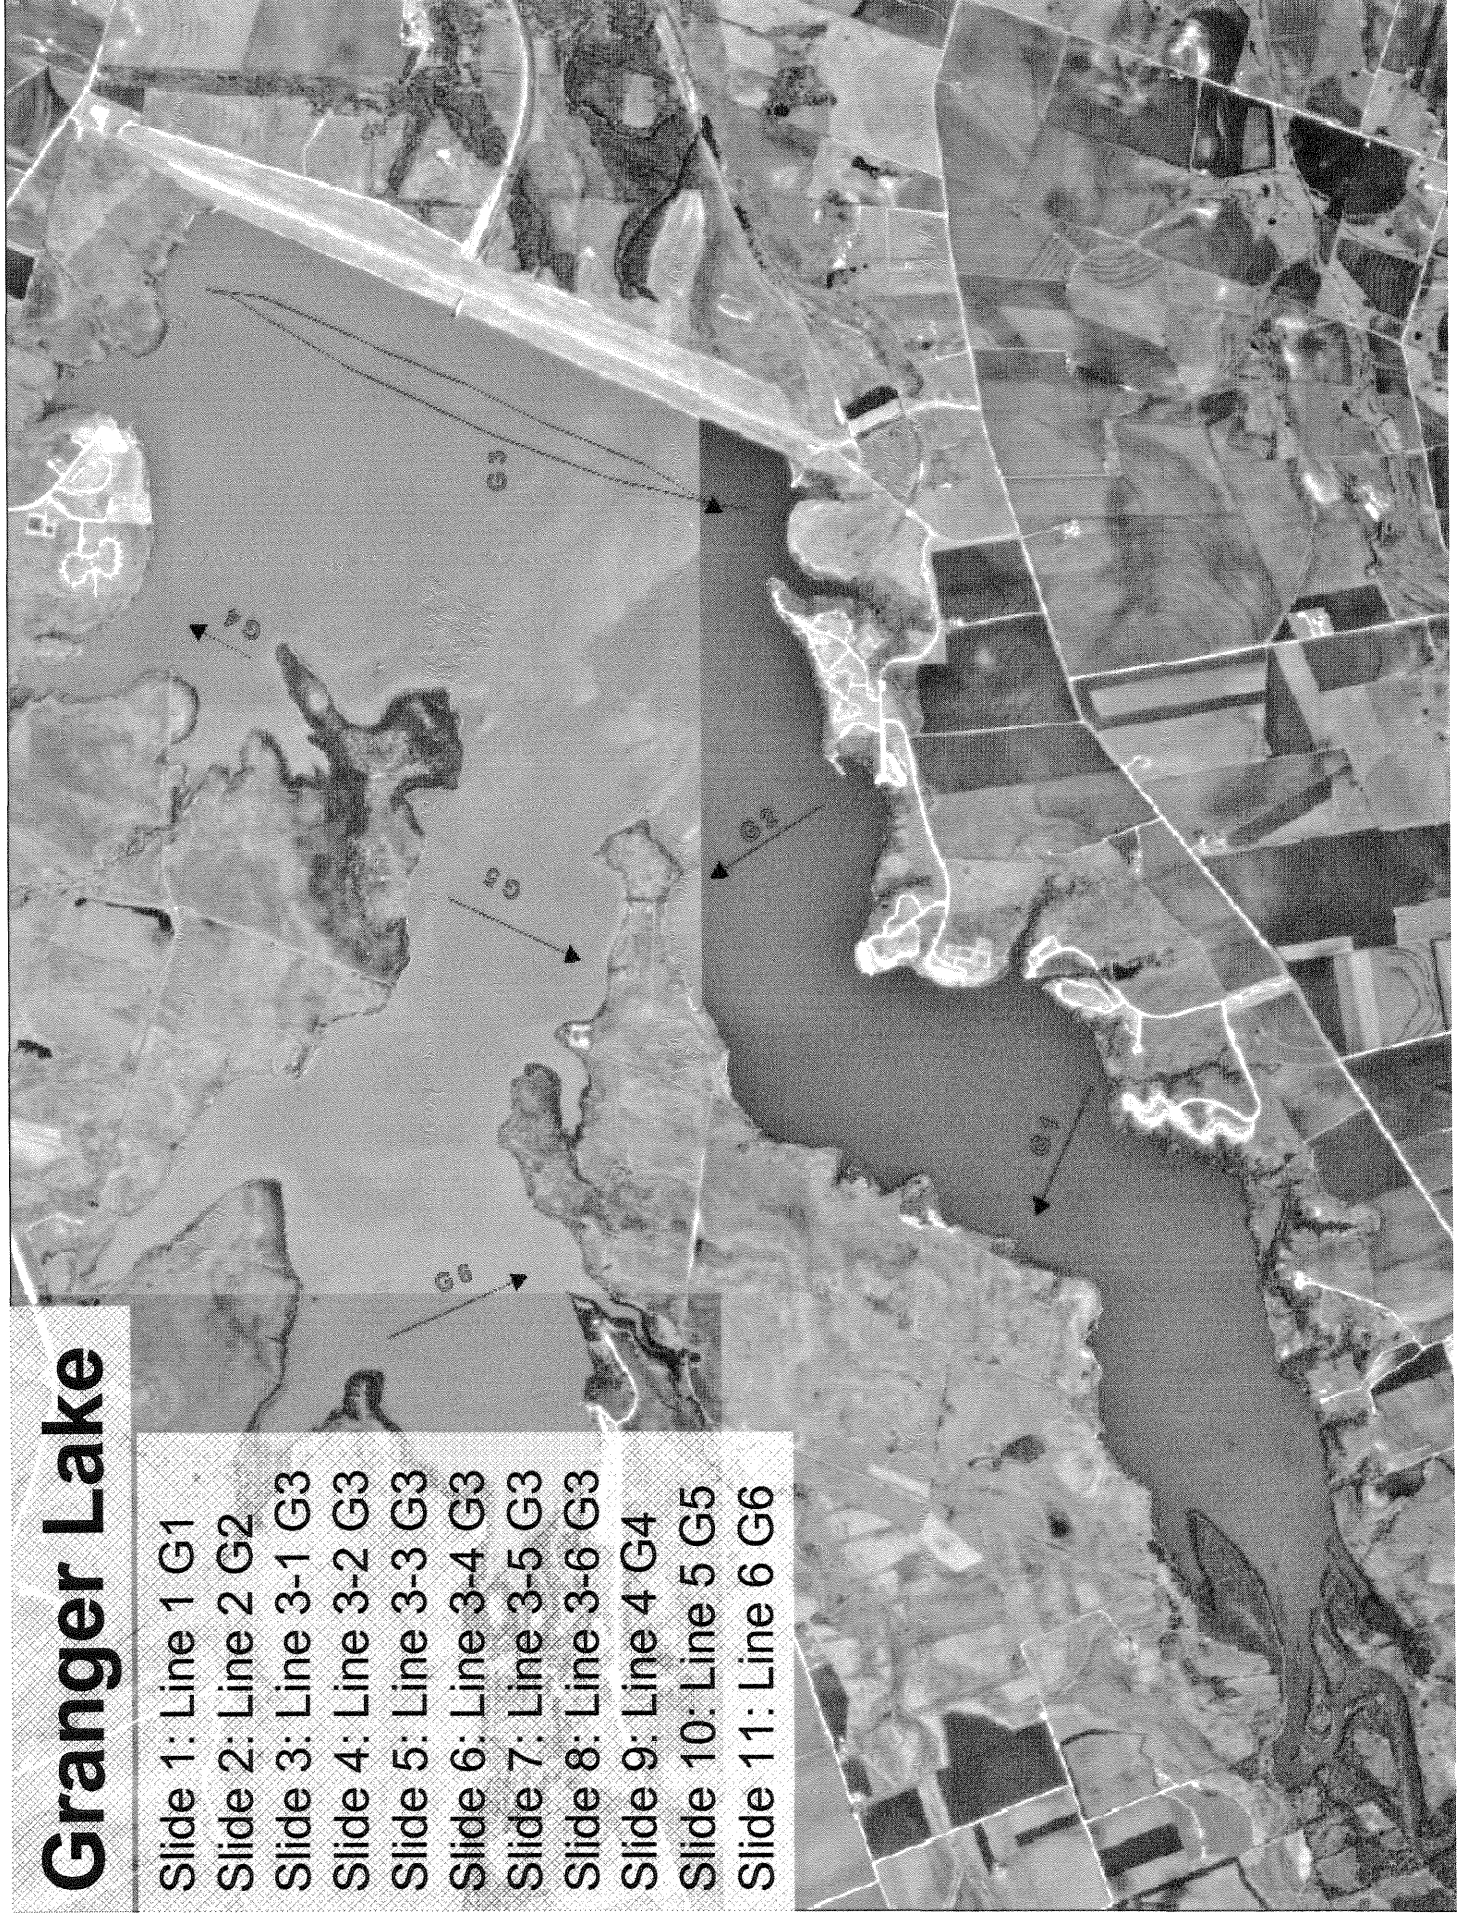 Granger Lake
Slide 1: Line 1 G1
Slide 2: Line 2 G2
Slide 3: Line 3-1 G3
Slide 4: Line 3-2 G3
Slide 5: Line 3-3 G3
Slide 6: Line 3-4 G3
Slide 7: Line 3-5 G3
Slide 8: Line 3-6 G3
Slide 9: Line 4 G4
Slide 10: Line 5 G5
Slide 11: Line 6 G6
G6
G5
G4
G3
G2
G1